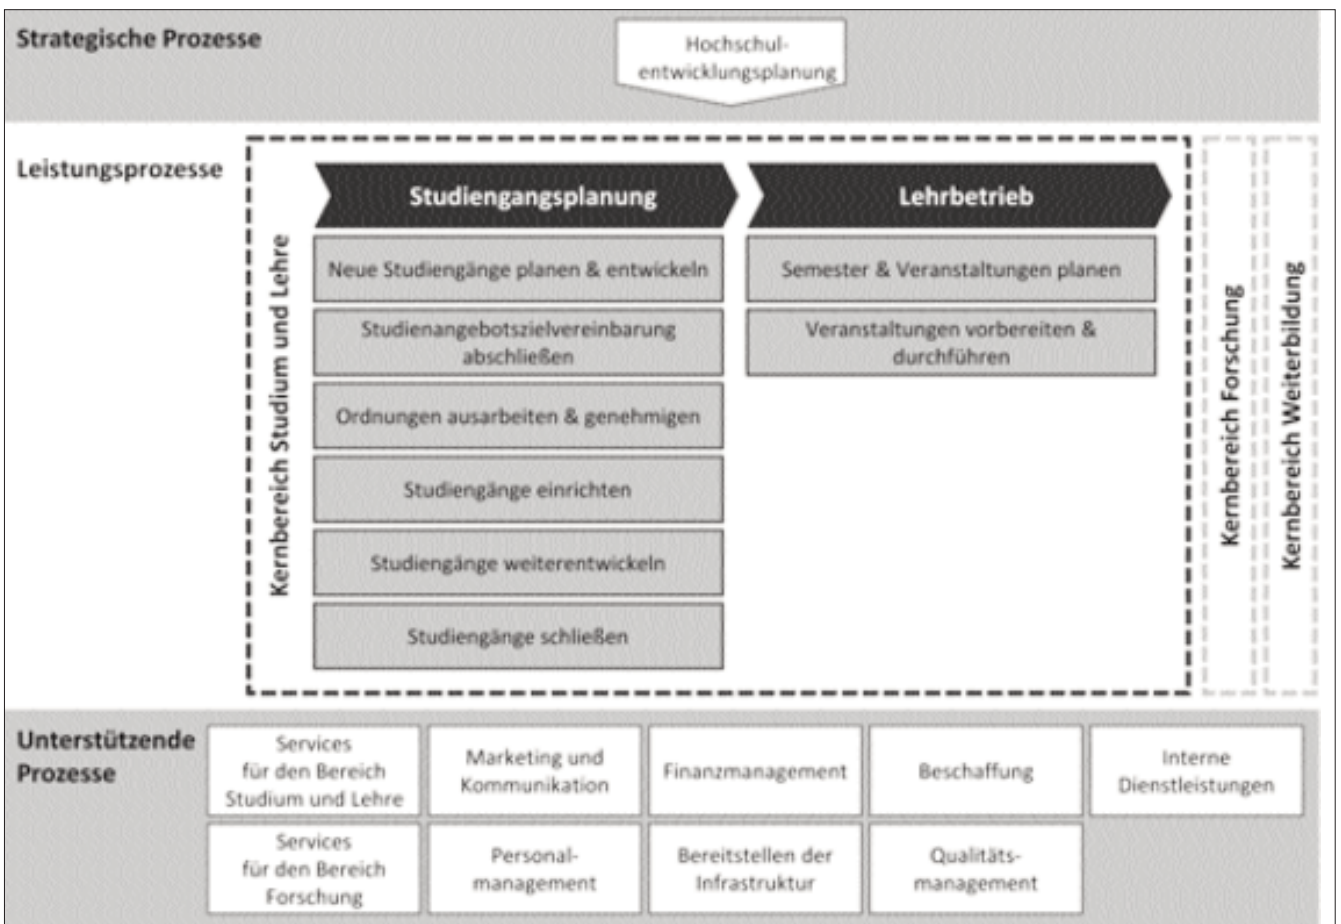 Strategische Prozesse
Hochschul-
entwicklungsplanung
Leistungsprozesse
Kernbereich Studium und Lehre
Studiengangsplanung
Neue Studiengänge planen & entwickeln
Studienangebotszielvereinbarung
abschließen
Ordnungen ausarbeiten & genehmigen
Studiengänge einrichten
Studiengänge weiterentwickeln
Studiengänge schließen
Lehrbetrieb
Semester & Veranstaltungen planen
Veranstaltungen vorbereiten &
durchführen
Kernbereich Forschung
Kernbereich Weiterbildung
Unterstützende
Prozesse
Services
für den Bereich
Studium und Lehre
Marketing und
Kommunikation
Finanzmanagement
Beschaffung
Interne
Dienstleistungen
Services
für den Bereich
Forschung
Personal-
management
Bereitstellen der
Infrastruktur
Qualitäts-
management